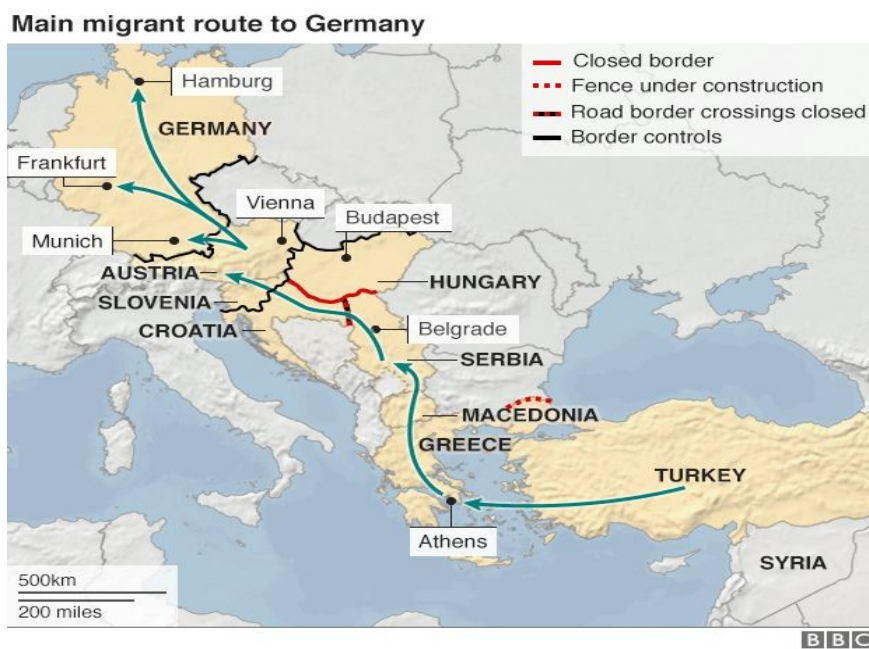 Main migrant route to Germany
Closed border
Fence under construction
Road border crossings closed
Border controls
Hamburg
GERMANY
Frankfurt
Vienna
Budapest
Munich
AUSTRIA
HUNGARY
SLOVENIA
CROATIA
Belgrade
SERBIA
MACEDONIA
GREECE
TURKEY
Athens
SYRIA
500km
200 miles
BBC